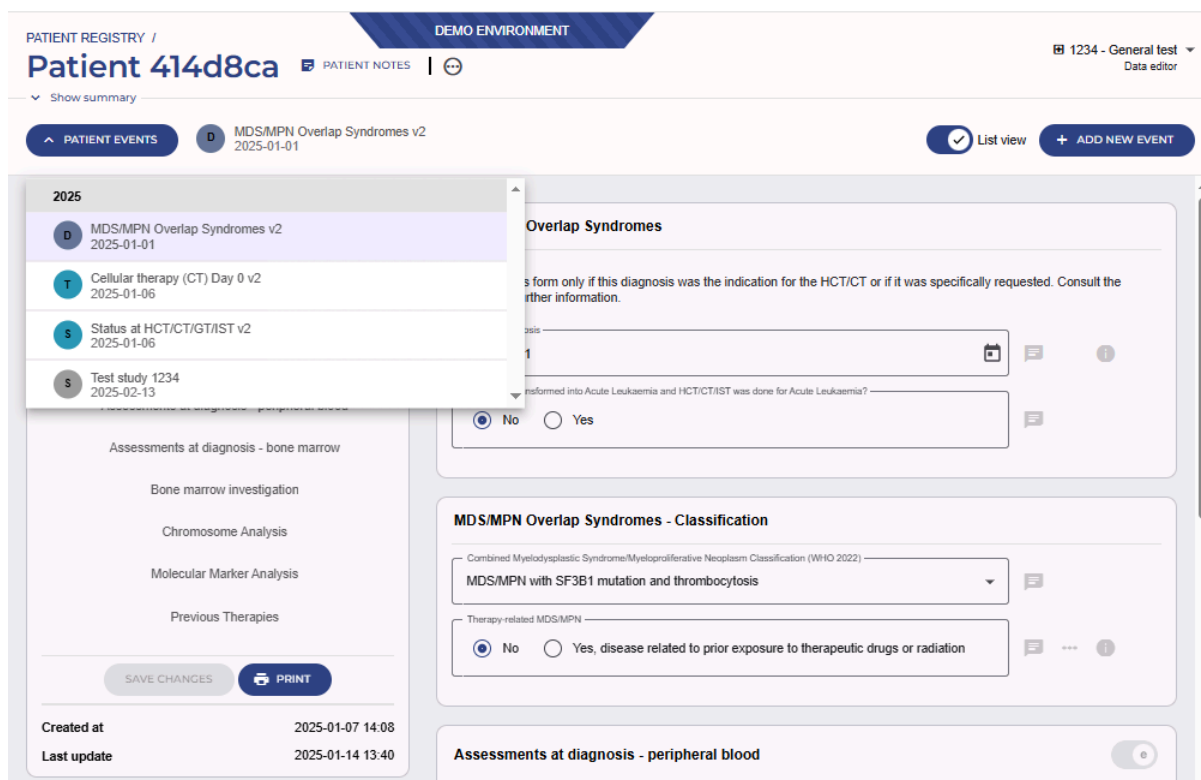 DEMO ENVIRONMENT
PATIENT REGISTRY /
Patient 414d8ca
PATIENT NOTES
1234 - General test
Data editor
Show summary
PATIENT EVENTS
D
MDS/MPN Overlap Syndromes v2
2025-01-01
List view
+ ADD NEW EVENT
2025
D
MDS/MPN Overlap Syndromes v2
2025-01-01
T
Cellular therapy (CT) Day 0 v2
2025-01-06
S
Status at HCT/CT/GT/IST v2
2025-01-06
S
Test study 1234
2025-02-13
Assessments at diagnosis - peripheral blood
Assessments at diagnosis - bone marrow
Bone marrow investigation
Chromosome Analysis
Molecular Marker Analysis
Previous Therapies
SAVE CHANGES
PRINT
Created at 2025-01-07 14:08
Last update 2025-01-14 13:40
Overlap Syndromes
form only if this diagnosis was the indication for the HCT/CT or if it was specifically requested. Consult the
information.
1
Acute Leukaemia and HCT/CT/IST was done for Acute Leukaemia?
No Yes
MDS/MPN Overlap Syndromes - Classification
Combined Myelodysplastic Syndrome/Myeloproliferative Neoplasm Classification (WHO 2022)
MDS/MPN with SF3B1 mutation and thrombocytosis
Therapy-related MDS/MPN
No Yes, disease related to prior exposure to therapeutic drugs or radiation
Assessments at diagnosis - peripheral blood
e